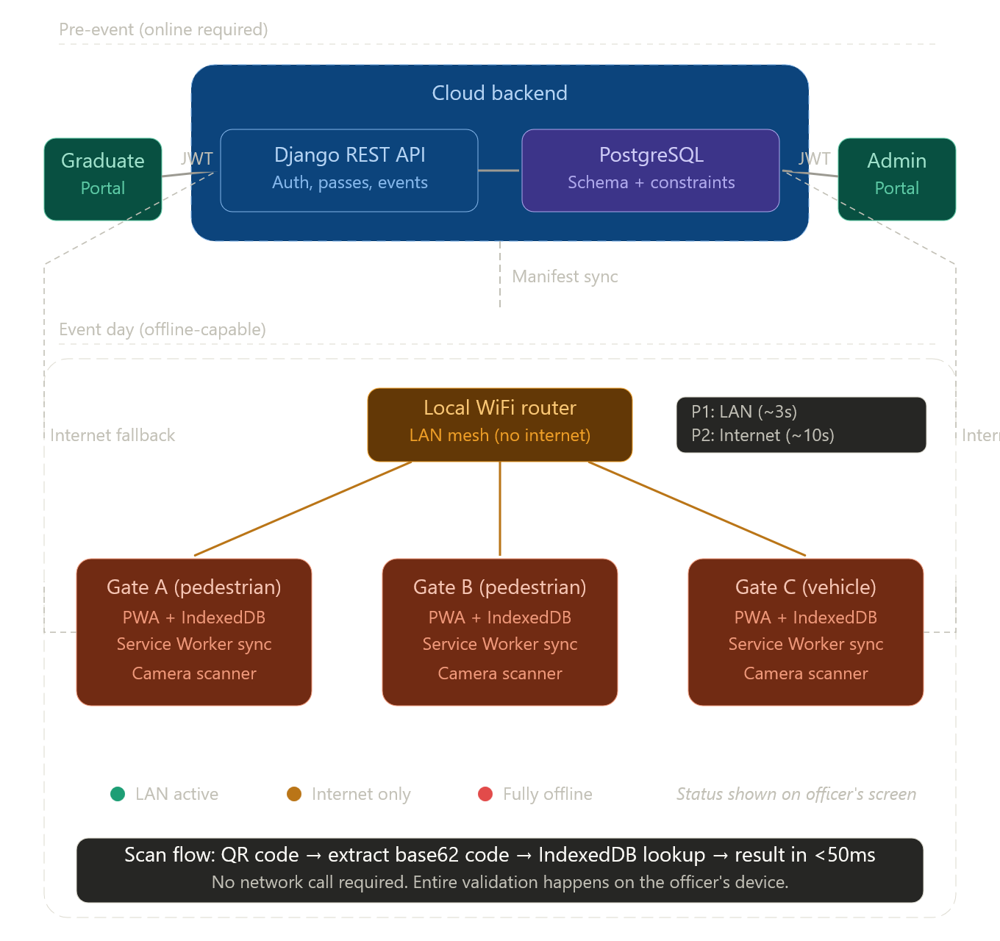 Pre-event (online required)
Cloud backend
Graduate
Portal
JWT
Django REST API
Auth, passes, events
PostgreSQL
Schema + constraints
JWT
Admin
Portal
Manifest sync
Event day (offline-capable)
Local WiFi router
LAN mesh (no internet)
P1: LAN (~3s)
P2: Internet (~10s)
Internet fallback
Inter
Gate A (pedestrian)
PWA + IndexedDB
Service Worker sync
Camera scanner
Gate B (pedestrian)
PWA + IndexedDB
Service Worker sync
Camera scanner
Gate C (vehicle)
PWA + IndexedDB
Service Worker sync
Camera scanner
LAN active
Internet only
Fully offline
Status shown on officer's screen
Scan flow: QR code → extract base62 code → IndexedDB lookup → result in <50ms
No network call required. Entire validation happens on the officer's device.